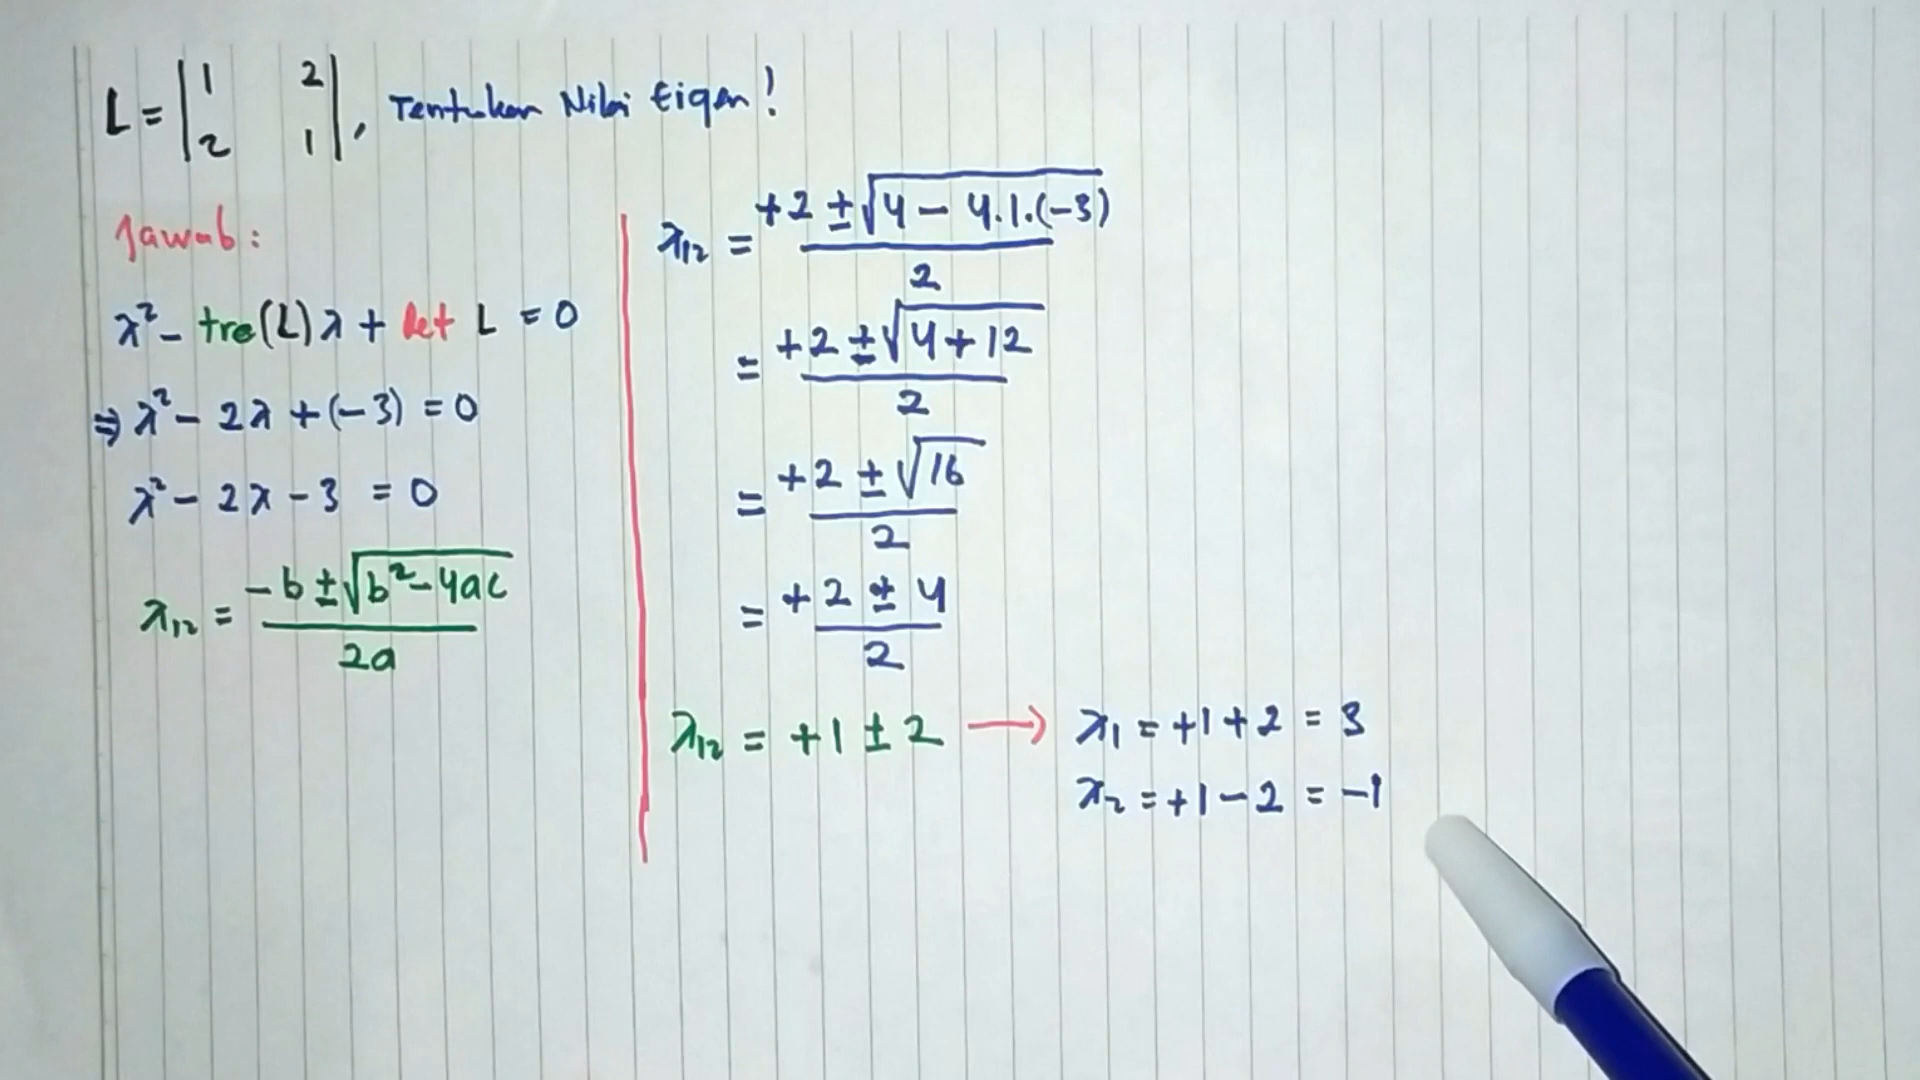 L = |1 2|
|2 1| , Tentukan Nilai Eigen!
Jawab:
λ² - tre(L)λ + det L = 0
⇒ λ² - 2λ + (-3) = 0
λ² - 2λ - 3 = 0
λ₁₂ = (-b ± √(b² - 4ac)) / 2a
λ₁₂ = (+2 ± √(4 - 4.1.(-3))) / 2
= (+2 ± √(4 + 12)) / 2
= (+2 ± √16) / 2
= (+2 ± 4) / 2
λ₁₂ = +1 ± 2 → λ₁ = +1 + 2 = 3
λ₂ = +1 - 2 = -1